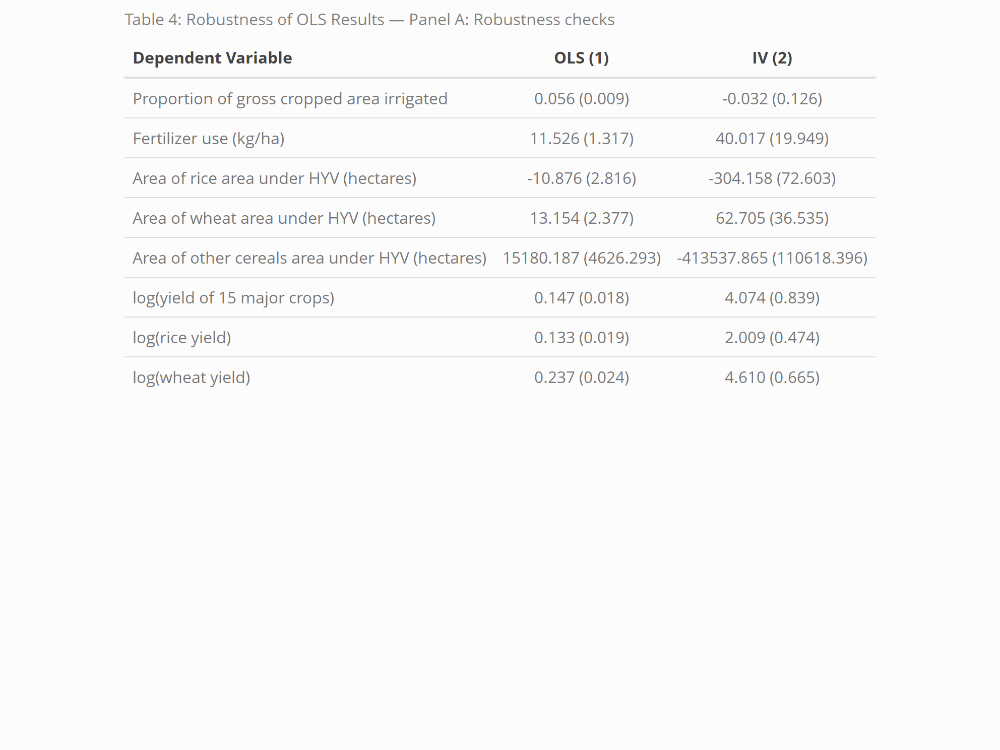 Table 4: Robustness of OLS Results — Panel A: Robustness checks
Dependent Variable OLS (1) IV (2)
Proportion of gross cropped area irrigated 0.056 (0.009) -0.032 (0.126)
Fertilizer use (kg/ha) 11.526 (1.317) 40.017 (19.949)
Area of rice area under HYV (hectares) -10.876 (2.816) -304.158 (72.603)
Area of wheat area under HYV (hectares) 13.154 (2.377) 62.705 (36.535)
Area of other cereals area under HYV (hectares) 15180.187 (4626.293) -413537.865 (110618.396)
log(yield of 15 major crops) 0.147 (0.018) 4.074 (0.839)
log(rice yield) 0.133 (0.019) 2.009 (0.474)
log(wheat yield) 0.237 (0.024) 4.610 (0.665)